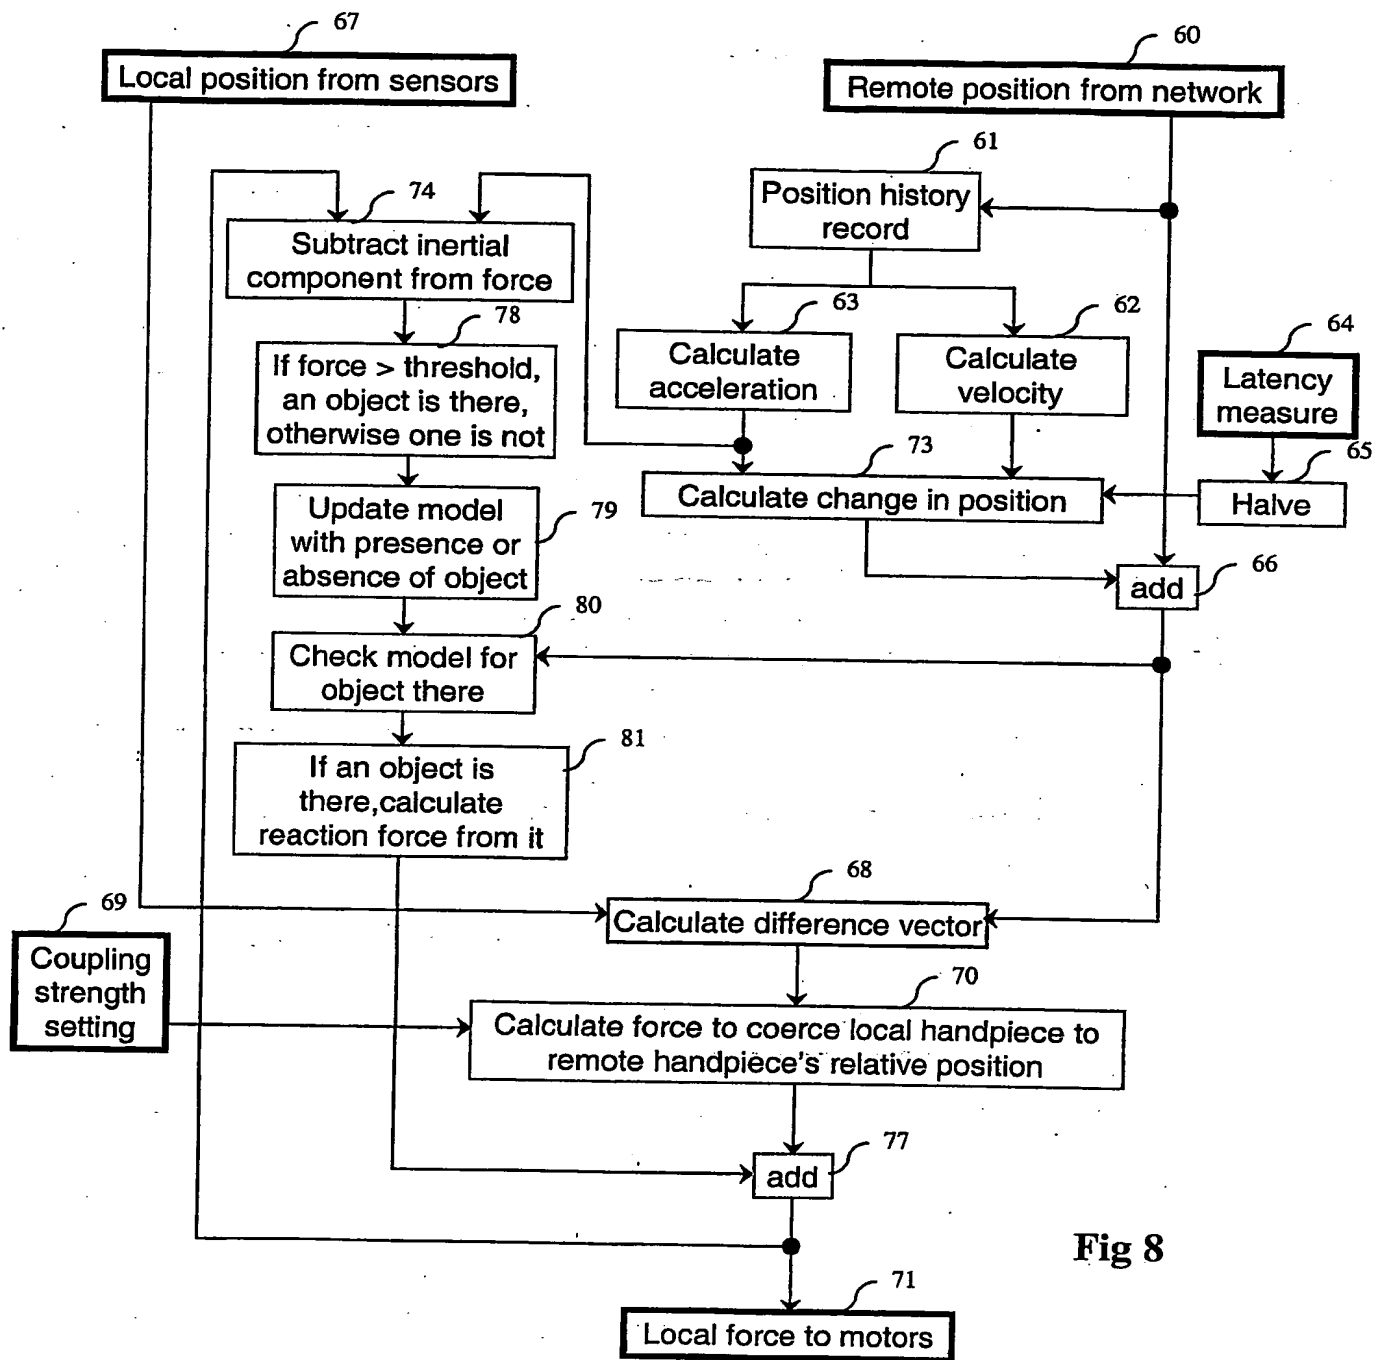 67
Local position from sensors
60
Remote position from network
61
Position history
record
74
Subtract inertial
component from force
63
Calculate
acceleration
62
Calculate
velocity
64
Latency
measure
78
If force > threshold,
an object is there,
otherwise one is not
73
Calculate change in position
65
Halve
79
Update model
with presence or
absence of object
66
add
80
Check model for
object there
81
If an object is
there,calculate
reaction force from it
68
Calculate difference vector
69
Coupling
strength
setting
70
Calculate force to coerce local handpiece to
remote handpiece's relative position
77
add
Fig 8
71
Local force to motors